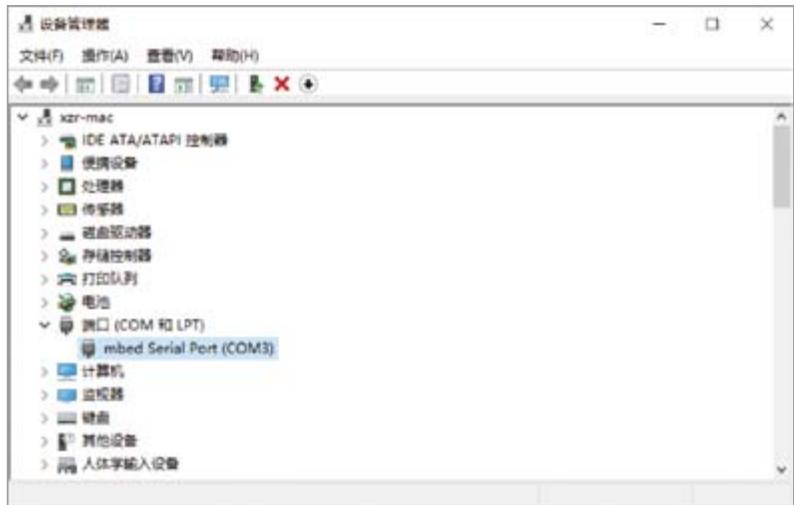 设备管理器
文件(F) 操作(A) 查看(V) 帮助(H)
xzr-mac
IDE ATA/ATAPI 控制器
便携设备
处理器
传感器
磁盘驱动器
存储控制器
打印队列
电池
端口 (COM 和 LPT)
mbed Serial Port (COM3)
计算机
监视器
键盘
其他设备
人体学输入设备